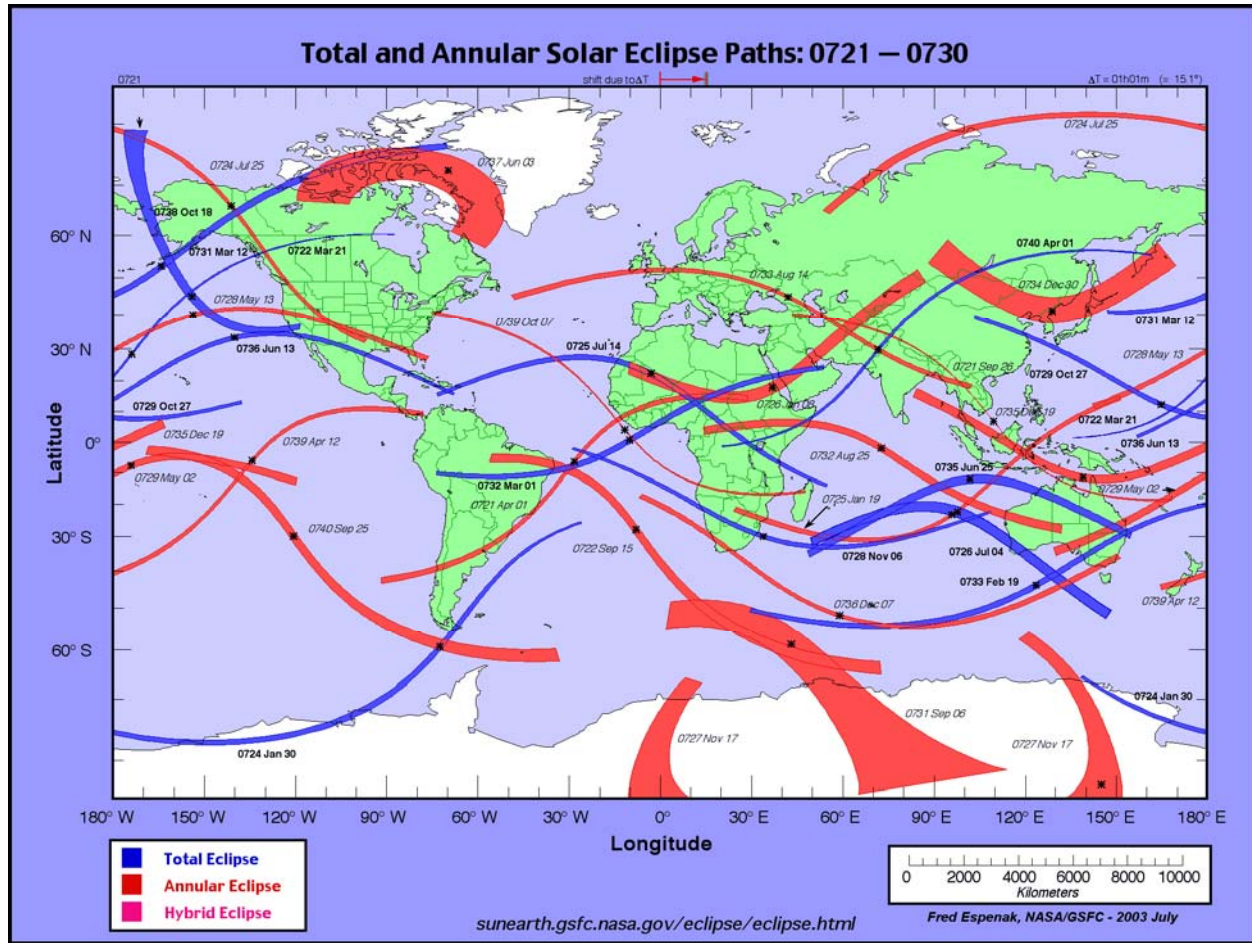 Total and Annular Solar Eclipse Paths: 0721 — 0730
0721
shift due to ΔT
ΔT = 01h01m (= 15.1°)
0724 Jul 25
0724 Jul 25
0737 Jun 03
0738 Oct 18
0731 Mar 12
0722 Mar 21
0740 Apr 01
60° N
0733 Aug 14
0734 Dec 30
0728 May 13
0739 Oct 07
0731 Mar 12
0736 Jun 13
0725 Jul 14
30° N
0728 May 13
0721 Sep 26
0729 Oct 27
0729 Oct 27
0726 Jan 08
0735 Dec 19
0722 Mar 21
0735 Dec 19
0739 Apr 12
0736 Jun 13
Latitude
0°
0732 Aug 25
0729 May 02
0732 Mar 01
0735 Jun 25
0729 May 02
0721 Apr 01
0725 Jan 19
0740 Sep 25
30° S
0722 Sep 15
0728 Nov 06
0726 Jul 04
0733 Feb 19
0736 Dec 07
0739 Apr 12
60° S
0724 Jan 30
0731 Sep 06
0724 Jan 30
0727 Nov 17
0727 Nov 17
180° W
150° W
120° W
90° W
60° W
30° W
0°
30° E
60° E
90° E
120° E
150° E
180° E
Longitude
Total Eclipse
Annular Eclipse
Hybrid Eclipse
0 2000 4000 6000 8000 10000
Kilometers
sunearth.gsfc.nasa.gov/eclipse/eclipse.html
Fred Espenak, NASA/GSFC - 2003 July